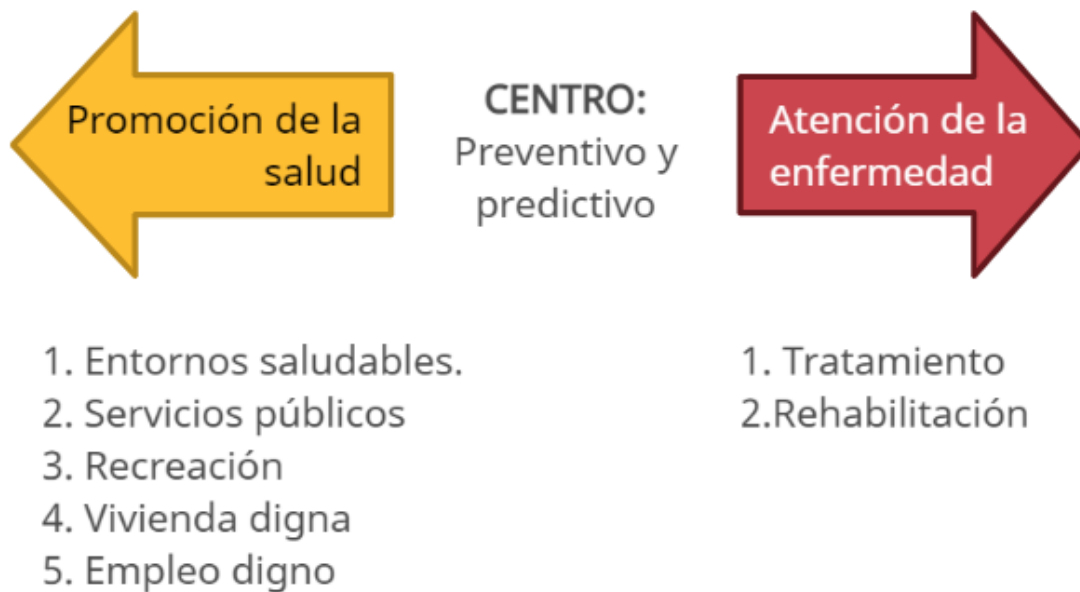 Promoción de la
salud
CENTRO:
Preventivo y
predictivo
Atención de la
enfermedad
1. Entornos saludables.
2. Servicios públicos
3. Recreación
4. Vivienda digna
5. Empleo digno
1. Tratamiento
2.Rehabilitación